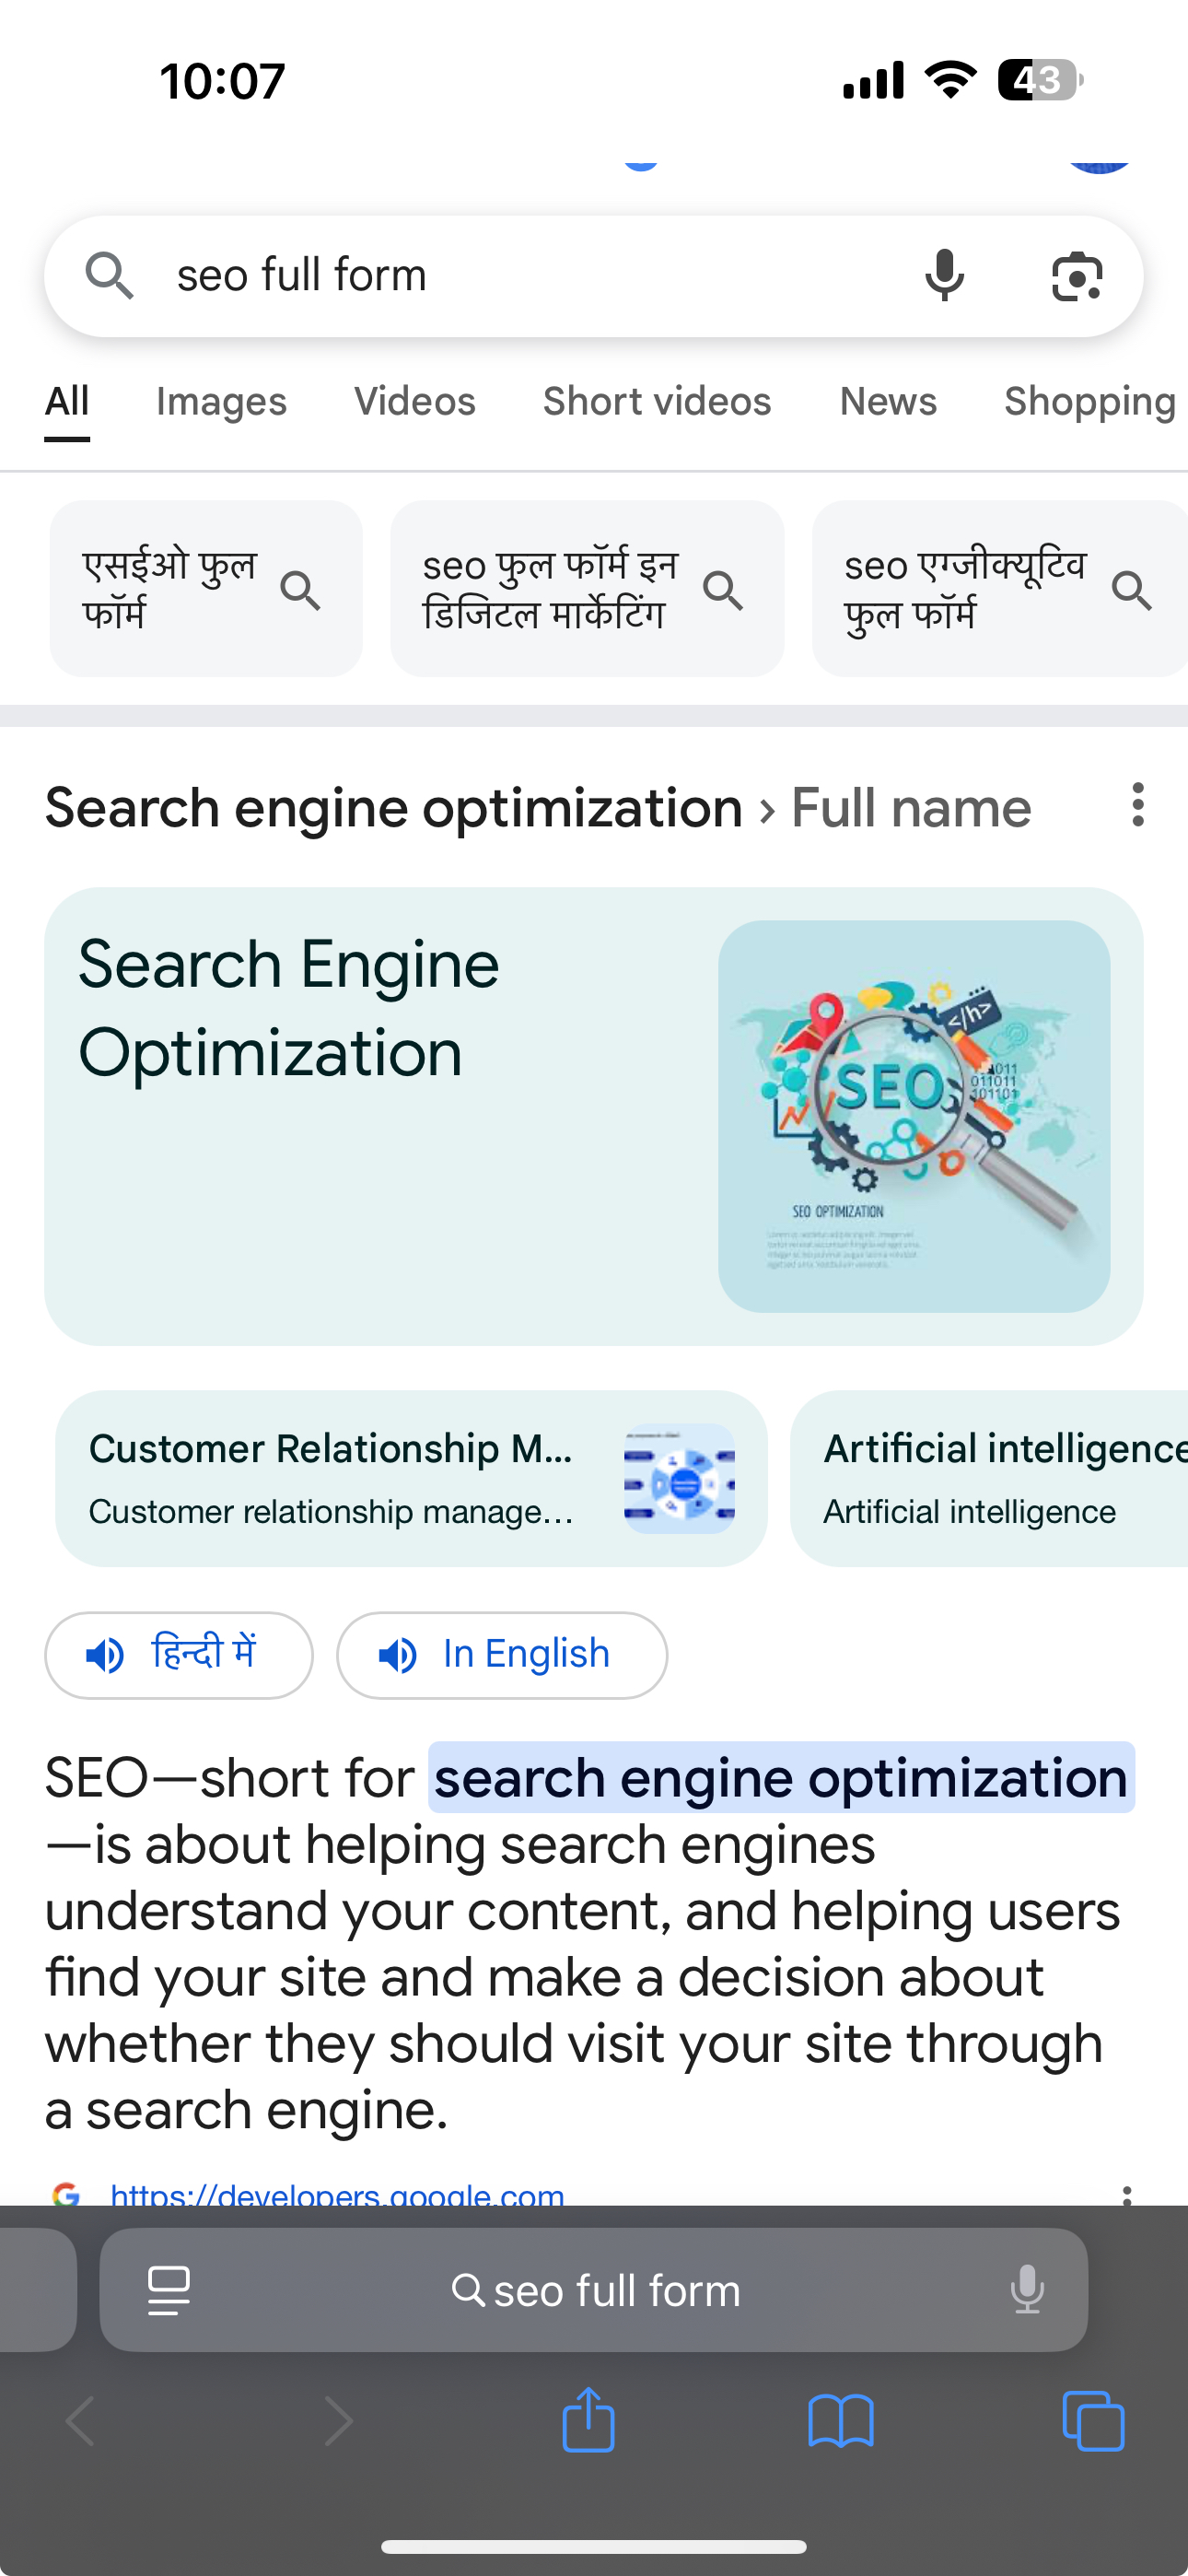 10:07
43
seo full form
All Images Videos Short videos News Shopping
एसईओ फुल
फॉर्म
seo फुल फॉर्म इन
डिजिटल मार्केटिंग
seo एग्जीक्यूटिव
फुल फॉर्म
Search engine optimization › Full name
Search Engine
Optimization
</h>
SEO
011
011011
101101
SEO OPTIMIZATION
Customer Relationship M...
Customer relationship manage...
Artificial intelligence
Artificial intelligence
हिन्दी में
In English
SEO—short for search engine optimization
—is about helping search engines
understand your content, and helping users
find your site and make a decision about
whether they should visit your site through
a search engine.
https://developers.google.com
seo full form